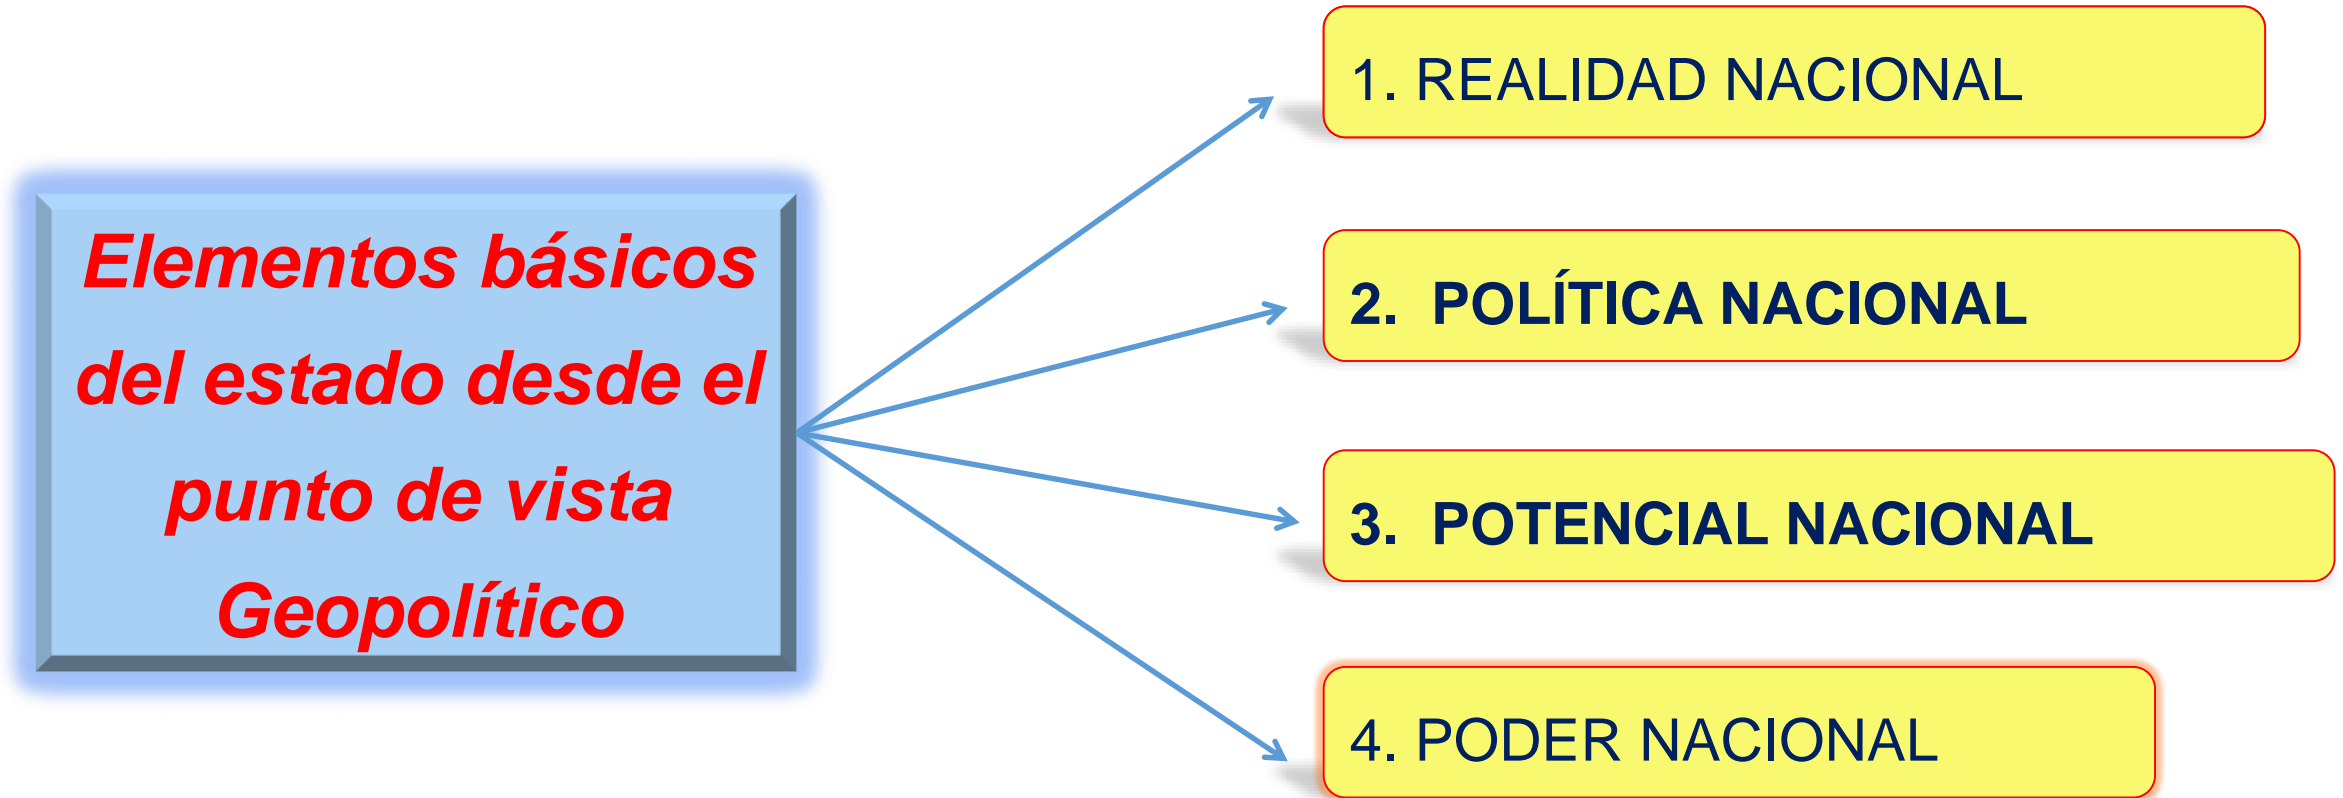 Elementos básicos
del estado desde el
punto de vista
Geopolítico
1. REALIDAD NACIONAL
2. POLÍTICA NACIONAL
3. POTENCIAL NACIONAL
4. PODER NACIONAL